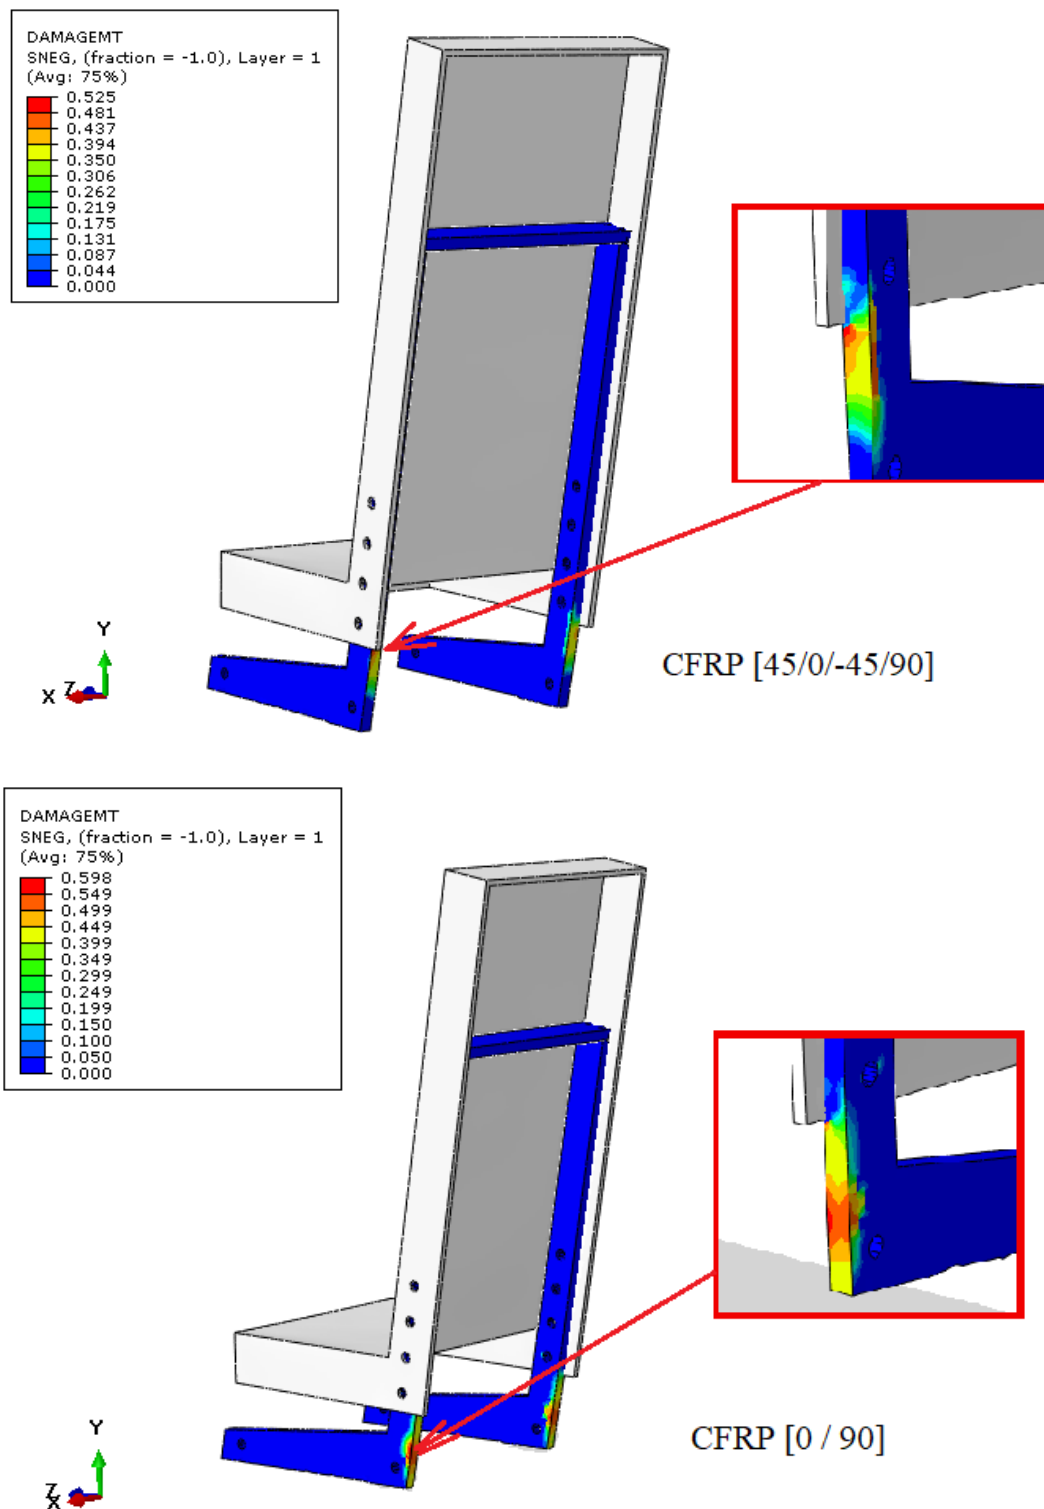 DAMAGEMT
SNEG, (fraction = -1.0), Layer = 1
(Avg: 75%)
0.525
0.481
0.437
0.394
0.350
0.306
0.262
0.219
0.175
0.131
0.087
0.044
0.000
Y
X Z
CFRP [45/0/-45/90]
DAMAGEMT
SNEG, (fraction = -1.0), Layer = 1
(Avg: 75%)
0.598
0.549
0.499
0.449
0.399
0.349
0.299
0.249
0.199
0.150
0.100
0.050
0.000
CFRP [0 / 90]
Y
Z
X